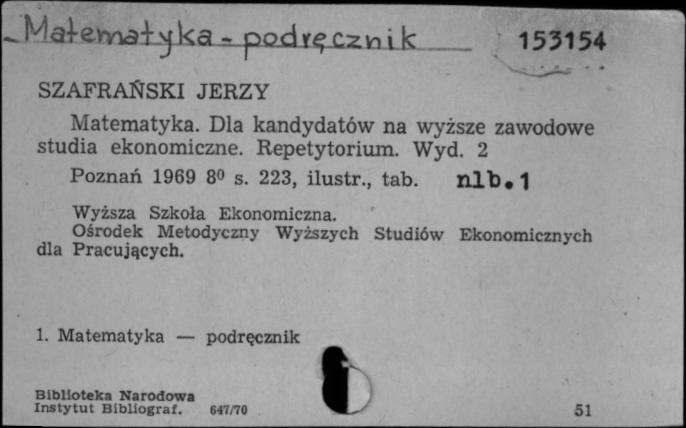 Matematyka - podręcznik 153154
SZAFRAŃSKI JERZY
Matematyka. Dla kandydatów na wyższe zawodowe
studia ekonomiczne. Repetytorium. Wyd. 2
Poznań 1969 8⁰ s. 223, ilustr., tab. nlb.1
Wyższa Szkoła Ekonomiczna.
Ośrodek Metodyczny Wyższych Studiów Ekonomicznych
dla Pracujących.
1. Matematyka — podręcznik
Biblioteka Narodowa
Instytut Bibliograf. 647/70 51